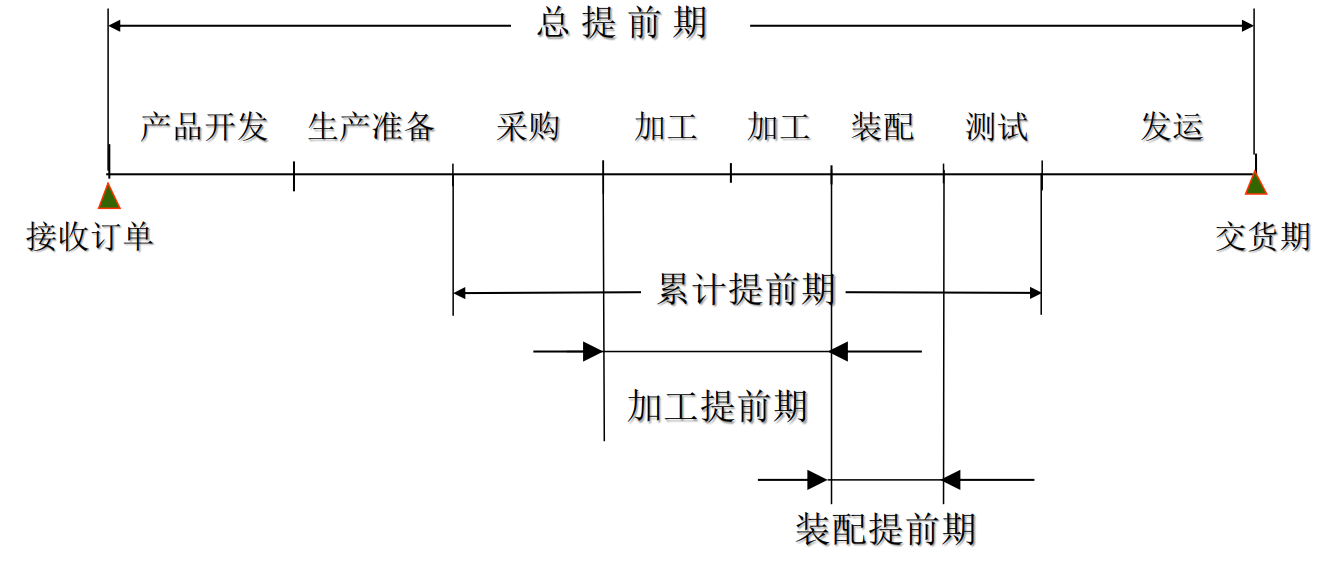 总提前期
产品开发 生产准备 采购 加工 加工 装配 测试 发运
接收订单 交货期
累计提前期
加工提前期
装配提前期